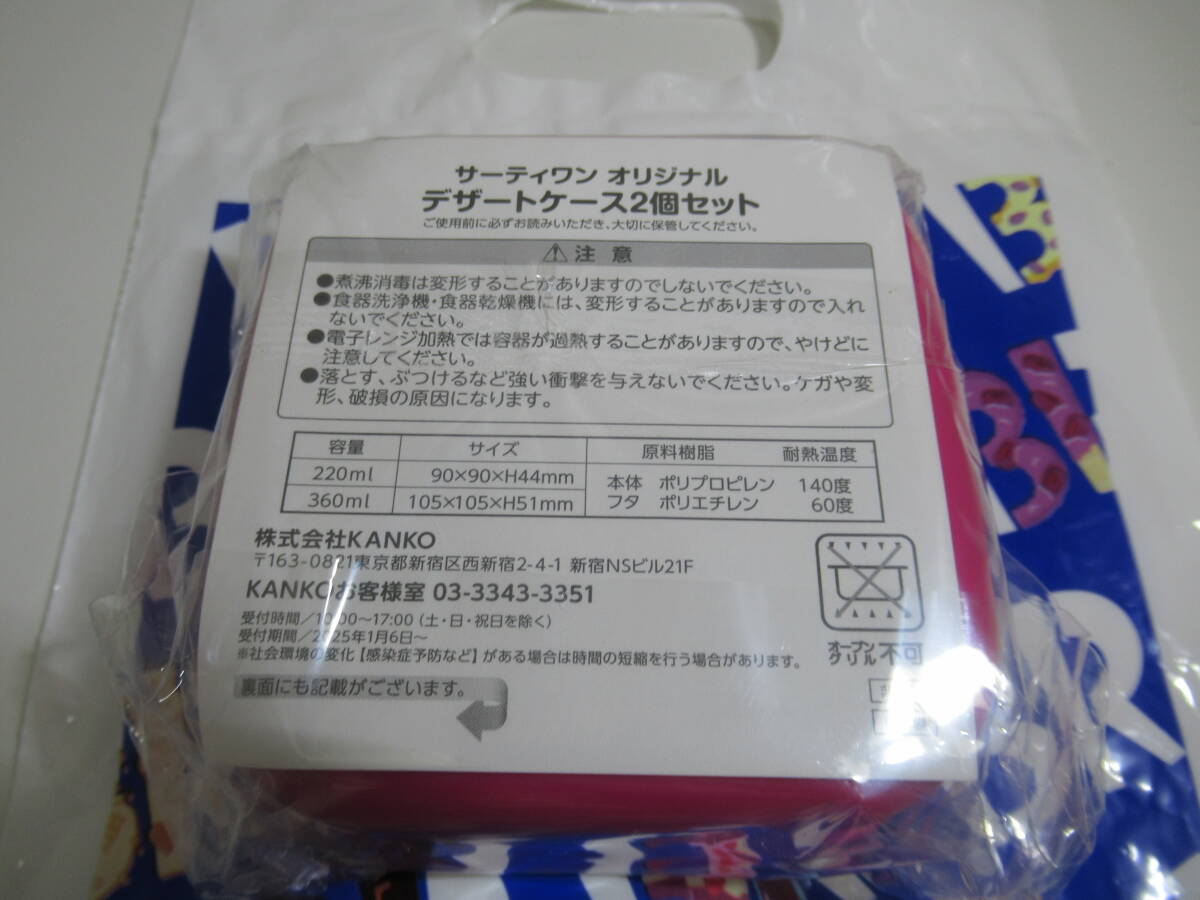 サーティワン オリジナル
デザートケース2個セット
ご使用前に必ずお読みいただき、大切に保管してください。
⚠ 注 意
●煮沸消毒は変形することがありますのでしないでください。
●食器洗浄機・食器乾燥機には、変形することがありますので入れ
ないでください。
●電子レンジ加熱では容器が過熱することがありますので、やけどに
注意してください。
●落とす、ぶつけるなど強い衝撃を与えないでください。ケガや変
形、破損の原因になります。
容量 サイズ 原料樹脂 耐熱温度
220ml 90×90×H44mm 本体 ポリプロピレン 140度
360ml 105×105×H51mm フタ ポリエチレン 60度
株式会社KANKO
〒163-0821東京都新宿区西新宿2-4-1 新宿NSビル21F
KANKOお客様室 03-3343-3351
受付時間/10:00～17:00 (土・日・祝日を除く)
受付期間/2025年1月6日～
※社会環境の変化【感染症予防など】がある場合は時間の短縮を行う場合があります。
オーブン
グリル不可
裏面にも記載がございます。